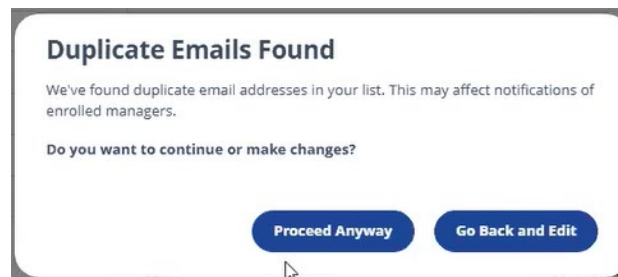 Duplicate Emails Found
We've found duplicate email addresses in your list. This may affect notifications of
enrolled managers.
Do you want to continue or make changes?
Proceed Anyway
Go Back and Edit